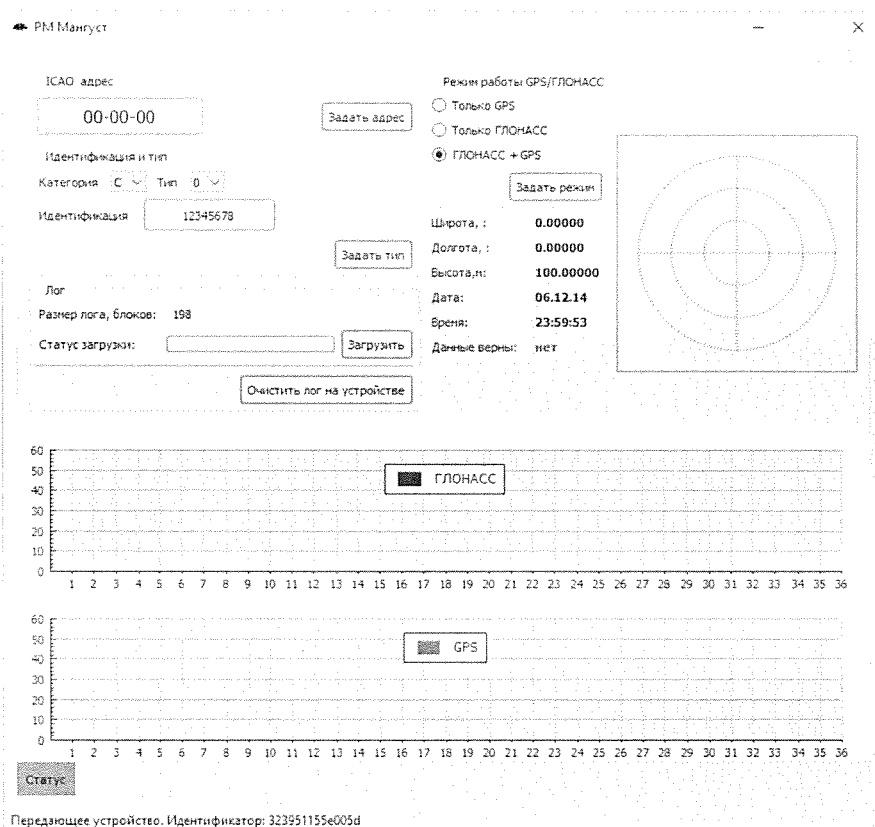 РМ Мангуст
ICAO адрес
00-00-00
Задать адрес
Идентификация и тип
Категория C Тип 0
Идентификация 12345678
Задать тип
Лог
Размер лога, блоков: 198
Статус загрузки:
Загрузить
Очистить лог на устройстве
Режим работы GPS/ГЛОНАСС
Только GPS
Только ГЛОНАСС
ГЛОНАСС + GPS
Задать режим
Широта, : 0.00000
Долгота, : 0.00000
Высота,м: 100.00000
Дата: 06.12.14
Время: 23:59:53
Данные верны: нет
60
50
40
30
20
10
0
ГЛОНАСС
1 2 3 4 5 6 7 8 9 10 11 12 13 14 15 16 17 18 19 20 21 22 23 24 25 26 27 28 29 30 31 32 33 34 35 36
60
50
40
30
20
10
0
GPS
1 2 3 4 5 6 7 8 9 10 11 12 13 14 15 16 17 18 19 20 21 22 23 24 25 26 27 28 29 30 31 32 33 34 35 36
Статус
Передающее устройство. Идентификатор: 323951155e005d